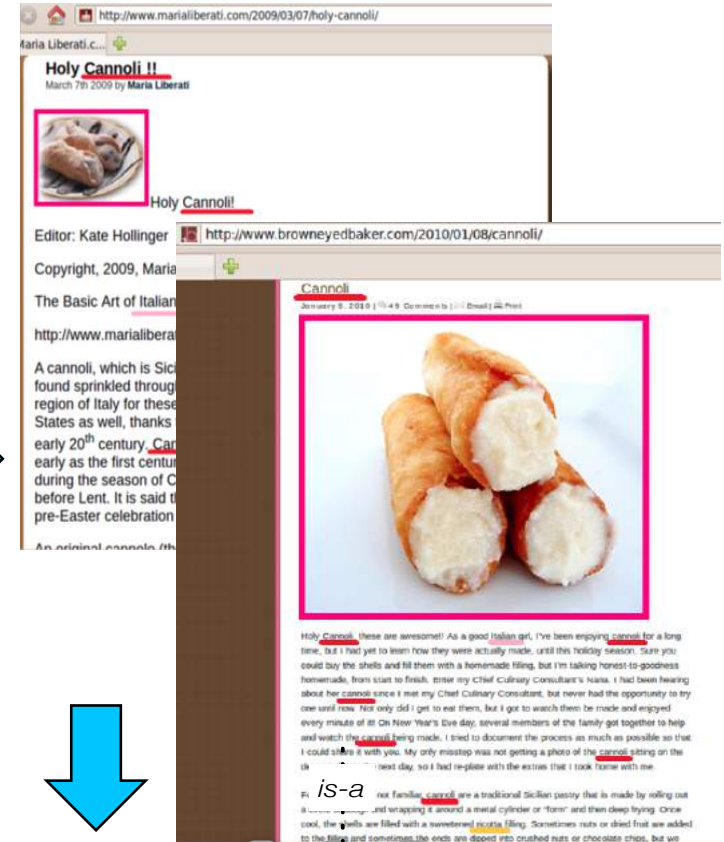 http://www.marialiberati.com/2009/03/07/holy-cannoli/
Maria Liberati.c...
Holy Cannoli !!
March 7th 2009 by Maria Liberati
Holy Cannoli!
Editor: Kate Hollinger
Copyright, 2009, Maria
The Basic Art of Italian
http://www.marialiberat
A cannoli, which is Sici
found sprinkled throug
region of Italy for these
States as well, thanks
early 20th century. Can
early as the first centur
during the season of C
before Lent. It is said t
pre-Easter celebration
An original cannolo (th
http://www.browneyedbaker.com/2010/01/08/cannoli/
Cannoli
January 8, 2010 | 49 Comments | Email | Print
Holy Cannoli, these are awesome!! As a good Italian girl, I've been enjoying cannoli for a long
time, but I had yet to learn how they were actually made, until this holiday season. Sure you
could buy the shells and fill them with a homemade filling, but I'm talking honest-to-goodness
homemade, from start to finish. Enter my Chief Culinary Consultant's Nana. I had been hearing
about her cannoli since I met my Chief Culinary Consultant, but never had the opportunity to try
one until now. Not only did I get to eat them, but I got to watch them be made and enjoyed
every minute of it! On New Year's Eve day, several members of the family got together to help
and watch the cannoli being made. I tried to document the process as much as possible so that
I could share it with you. My only misstep was not getting a photo of the cannoli sitting on the
next day, so I had re-plate with the extras that I took home with me.
is-a
not familiar, cannoli are a traditional Sicilian pastry that is made by rolling out
and wrapping it around a metal cylinder or "form" and then deep frying. Once
cool, the shells are filled with a sweetened ricotta filling. Sometimes nuts or dried fruit are added
to the filling and sometimes the ends are dipped into crushed nuts or chocolate chips, but we